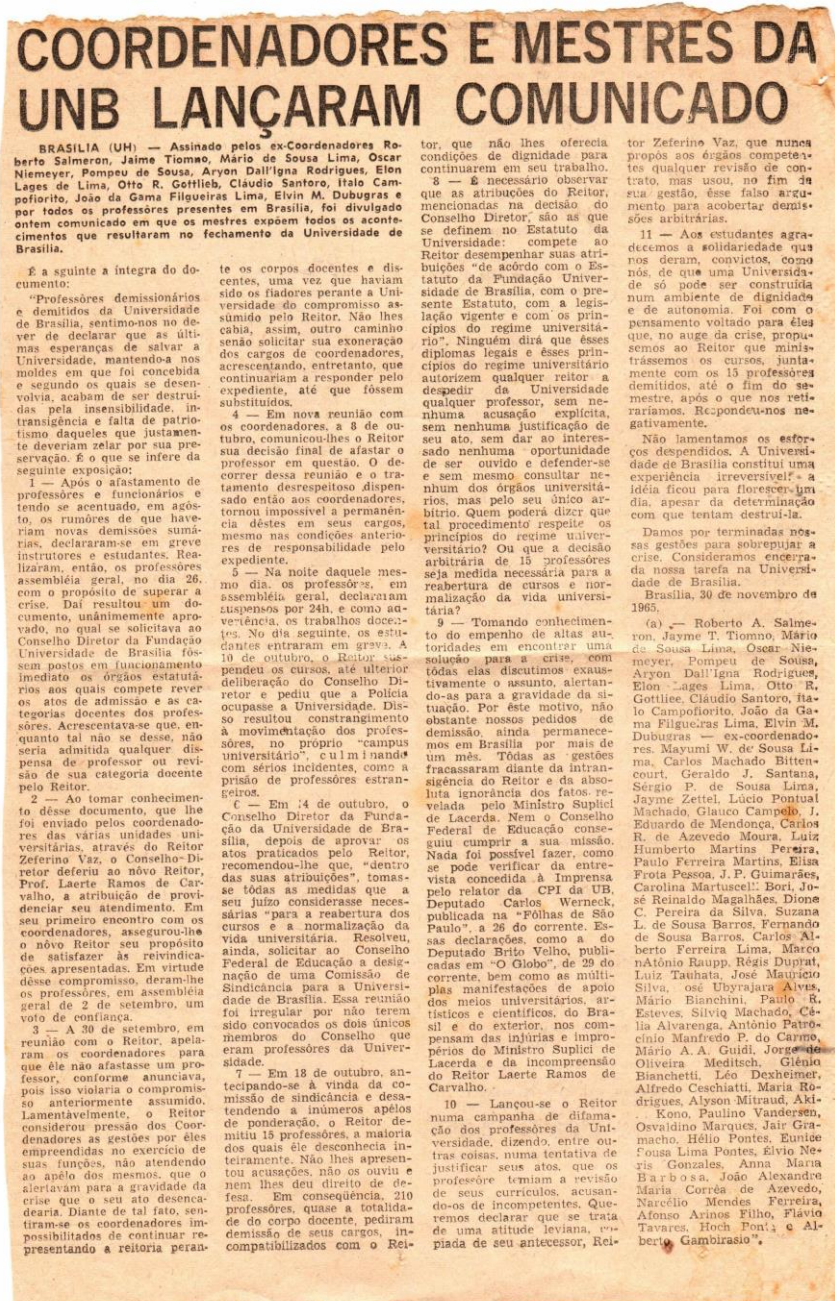 COORDENADORES E MESTRES DA
UNB LANÇARAM COMUNICADO
BRASÍLIA (UH) — Assinado pelos ex-Coordenadores Ro-
berto Salmeron, Jaime Tiomno, Mário de Sousa Lima, Oscar
Niemeyer, Pompeu de Sousa, Aryon Dall'Igna Rodrigues, Elon
Lages de Lima, Otto R. Gottlieb, Cláudio Santoro, Italo Cam-
pofiorito, João da Gama Filgueiras Lima, Elvin M. Dubugras e
por todos os professôres presentes em Brasília, foi divulgado
ontem comunicado em que os mestres expõem todos os aconte-
cimentos que resultaram no fechamento da Universidade de
Brasília.
É a sguinte a íntegra do do-
cumento:
"Professôres demissionários
e demitidos da Universidade
de Brasília, sentimo-nos no de-
ver de declarar que as últi-
mas esperanças de salvar a
Universidade, mantendo-a nos
moldes em que foi concebida
e segundo os quais se desen-
volvia, acabam de ser destruí-
das pela insensibilidade, in-
transigência e falta de patrio-
tismo daqueles que justamen-
te deveriam zelar por sua pre-
servação. É o que se infere da
seguinte exposição:
1 — Após o afastamento de
professôres e funcionários e
tendo se acentuado, em agôs-
to, os rumôres de que have-
riam novas demissões sumá-
rias, declararam-se em greve
instrutores e estudantes. Rea-
lizaram, então, os professôres
assembléia geral, no dia 26,
com o propósito de superar a
crise. Daí resultou um do-
cumento, unânimemente apro-
vado, no qual se solicitava ao
Conselho Diretor da Fundação
Universidade de Brasília fôs-
sem postos em funcionamento
imediato os órgãos estatutá-
rios aos quais compete rever
os atos de admissão e as ca-
tegorias docentes dos profes-
sôres. Acrescentava-se que, en-
quanto tal não se desse, não
seria admitida qualquer dis-
pensa de professor ou revi-
são de sua categoria docente
pelo Reitor.
2 — Ao tomar conhecimen-
to dêsse documento, que lhe
foi enviado pelos coordenado-
res das várias unidades uni-
versitárias, através do Reitor
Zeferino Vaz, o Conselho-Di-
retor deferiu ao nôvo Reitor,
Prof. Laerte Ramos de Car-
valho, a atribuição de provi-
denciar seu atendimento. Em
seu primeiro encontro com os
coordenadores, assegurou-lhe
o nôvo Reitor seu propósito
de satisfazer às reivindica-
ções apresentadas. Em virtude
dêsse compromisso, deram-lhe
os professôres, em assembléia
geral de 2 de setembro, um
voto de confiança.
3 — A 30 de setembro, em
reunião com o Reitor, apela-
ram os coordenadores para
que êle não afastasse um pro-
fessor, conforme anunciava,
pois isso violaria o compromis-
so anteriormente assumido.
Lamentàvelmente, o Reitor
considerou pressão dos Coor-
denadores as gestões por êles
empreendidas no exercício de
suas funções, não atendendo
ao apêlo dos mesmos, que o
alertavam para a gravidade da
crise que o seu ato desenca-
dearia. Diante de tal fato, sen-
tiram-se os coordenadores im-
possibilitados de continuar re-
presentando a reitoria peran-
te os corpos docentes e dis-
centes, uma vez que haviam
sido os fiadores perante a Uni-
versidade do compromisso as-
súmido pelo Reitor. Não lhes
cabia, assim, outro caminho
senão solicitar sua exoneração
dos cargos de coordenadores,
acrescentando, entretanto, que
continuariam a responder pelo
expediente, até que fôssem
substituídos.
4 — Em nova reunião com
os coordenadores, a 8 de ou-
tubro, comunicou-lhes o Reitor
sua decisão final de afastar o
professor em questão. O de-
correr dessa reunião e o tra-
tamento desrespeitoso dispen-
sado então aos coordenadores,
tornou impossível a permanên-
cia dêstes em seus cargos,
mesmo nas condições anterio-
res de responsabilidade pelo
expediente.
5 — Na noite daquele mes-
mo dia, os professôres, em
assembléia geral, declararam
suspensos por 24h, e como ad-
vertência, os trabalhos docen-
tes. No dia seguinte, os estu-
dantes entraram em greve. A
10 de outubro, o Reitor sus-
pendeu os cursos, até ulterior
deliberação do Conselho Di-
retor e pediu que a Polícia
ocupasse a Universidade. Dis-
so resultou constrangimento
à movimentação dos profes-
sôres, no próprio "campus
universitário", culminando
com sérios incidentes, como a
prisão de professôres estran-
geiros.
6 — Em 14 de outubro, o
Conselho Diretor da Funda-
ção da Universidade de Bra-
sília, depois de aprovar os
atos praticados pelo Reitor,
recomendou-lhe que, "dentro
das suas atribuições", tomas-
se tôdas as medidas que a
seu juízo considerasse neces-
sárias "para a reabertura dos
cursos e a normalização da
vida universitária. Resolveu,
ainda, solicitar ao Conselho
Federal de Educação a desig-
nação de uma Comissão de
Sindicância para a Universi-
dade de Brasília. Essa reunião
foi irregular por não terem
sido convocados os dois únicos
membros do Conselho que
eram professôres da Univer-
sidade.
7 — Em 18 de outubro, an-
tecipando-se à vinda da co-
missão de sindicância e desa-
tendendo a inúmeros apêlos
de ponderação, o Reitor de-
mitiu 15 professôres, a maioria
dos quais êle desconhecia in-
teiramente. Não lhes apresen-
tou acusações, não os ouviu e
nem lhes deu direito de de-
fesa. Em conseqüência, 210
professôres, quase a totalida-
de do corpo docente, pediram
demissão de seus cargos, in-
compatibilizados com o Rei-
tor, que não lhes oferecia
condições de dignidade para
continuarem em seu trabalho.
8 — É necessário observar
que as atribuições do Reitor,
mencionadas na decisão do
Conselho Diretor, são as que
se definem no Estatuto da
Universidade: compete ao
Reitor desempenhar suas atri-
buições "de acôrdo com o Es-
tatuto da Fundação Univer-
sidade de Brasília, com o pre-
sente Estatuto, com a legis-
lação vigente e com os prin-
cípios do regime universitá-
rio". Ninguém dirá que êsses
diplomas legais e êsses prin-
cípios do regime universitário
autorizem qualquer reitor a
despedir da Universidade
qualquer professor, sem ne-
nhuma acusação explícita,
sem nenhuma justificação de
seu ato, sem dar ao interes-
sado nenhuma oportunidade
de ser ouvido e defender-se
e sem mesmo consultar ne-
nhum dos órgãos universitá-
rios, mas pelo seu único ar-
bítrio. Quem poderá dizer que
tal procedimento respeite os
princípios do regime univer-
sitário? Ou que a decisão
arbitrária de 15 professôres
seja medida necessária para a
reabertura de cursos e nor-
malização da vida universi-
tária?
9 — Tomando conhecimento
do empenho de altas au-
toridades em encontrar uma
solução para a crise, com
tôdas elas discutimos exaus-
tivamente o assunto, alertan-
do-as para a gravidade da si-
tuação. Por êste motivo, não
obstante nossos pedidos de
demissão, ainda permanece-
mos em Brasília por mais de
um mês. Tôdas as gestões
fracassaram diante da intran-
sigência do Reitor e da abso-
luta ignorância dos fatos, re-
velada pelo Ministro Suplici
de Lacerda. Nem o Conselho
Federal de Educação conse-
guiu cumprir a sua missão.
Nada foi possível fazer, como
se pode verificar da entre-
vista concedida à Imprensa
pelo relator da CPI da UB,
Deputado Carlos Werneck,
publicada na "Fôlhas de São
Paulo", a 26 do corrente. Es-
sas declarações, como a do
Deputado Brito Velho, publi-
cadas em "O Globo", de 29 do
corrente, bem como as múlti-
plas manifestações de apoio
dos meios universitários, ar-
tísticos e científicos, do Bra-
sil e do exterior, nos com-
pensam das injúrias e impro-
périos do Ministro Suplici de
Lacerda e da incompreensão
do Reitor Laerte Ramos de
Carvalho.
10 — Lançou-se o Reitor
numa campanha de difama-
ção dos professôres da Uni-
versidade, dizendo, entre ou-
tras coisas, numa tentativa de
justificar seus atos, que os
professôre temiam a revisão
de seus currículos, acusan-
do-os de incompetentes. Que-
remos declarar que se trata
de uma atitude leviana, co-
piada de seu antecessor, Rei-
tor Zeferino Vaz, que nunca
propôs aos órgãos competen-
tes qualquer revisão de con-
trato, mas usou, no fim de
sua gestão, êsse falso argu-
mento para acobertar demis-
sões arbitrárias.
11 — Aos estudantes agra-
decemos a solidariedade que
nos deram, convictos, como
nós, de que uma Universida-
de só pode ser construída
num ambiente de dignidade
e de autonomia. Foi com o
pensamento voltado para êles
que, no auge da crise, propu-
semos ao Reitor que minis-
trássemos os cursos, junta-
mente com os 15 professôres
demitidos, até o fim do se-
mestre, após o que nos reti-
raríamos. Respondeu-nos ne-
gativamente.
Não lamentamos os esfor-
ços despendidos. A Universi-
dade de Brasília constitui uma
experiência irreversível: a
idéia ficou para florescer um
dia, apesar da determinação
com que tentam destruí-la.
Damos por terminadas nos-
sas gestões para sobrepujar a
crise. Consideramos encerra-
da nossa tarefa na Universi-
dade de Brasília.
Brasília, 30 de novembro de
1965.
(a) — Roberto A. Salme-
ron, Jayme T. Tiomno, Mário
de Sousa Lima, Oscar Nie-
meyer, Pompeu de Sousa,
Aryon Dall'Igna Rodrigues,
Elon Lages Lima, Otto R.
Gottliee, Cláudio Santoro, Ita-
lo Campofiorito, João da Ga-
ma Filgueiras Lima, Elvin M.
Dubugras — ex-coordenado-
res. Mayumi W. de Sousa Li-
ma, Carlos Machado Bitten-
court, Geraldo J. Santana,
Sérgio P. de Sousa Lima,
Jayme Zettel, Lúcio Pontual
Machado, Glauco Campelo, J.
Eduardo de Mendonça, Carlos
R. de Azevedo Moura, Luiz
Humberto Martins Pereira,
Paulo Ferreira Martins, Elisa
Frota Pessoa, J. P. Guimarães,
Carolina Martuscelli Bori, Jo-
sé Reinaldo Magalhães, Dione
C. Pereira da Silva, Suzana
L. de Sousa Barros, Fernando
de Sousa Barros, Carlos Al-
berto Ferreira Lima, Marco
nAtônio Raupp, Régis Duprat,
Luiz Tauhata, José Maurício
Silva, osé Ubyrajara Alves,
Mário Bianchini, Paulo R.
Esteves, Silviq Machado, Cé-
lia Alvarenga, Antônio Patro-
cínio Manfredo P. do Carmo,
Mário A. A. Guidi, Jorge de
Oliveira Meditsch, Glênio
Bianchetti, Léo Dexheimer,
Alfredo Ceschiatti, Maria Ro-
drigues, Alyson Mitraud, Aki-
Kono, Paulino Vandersen,
Osvaldino Marques, Jair Gra-
macho, Hélio Pontes, Eunice
Sousa Lima Pontes, Élvio Ne-
ris Gonzales, Anna Maria
Barbosa, João Alexandre
Maria Corrêa de Azevedo,
Narcélio Mendes Ferreira,
Afonso Arinos Filho, Flávio
Tavares, Hoch Pontes e Al-
berto Gambirasio".